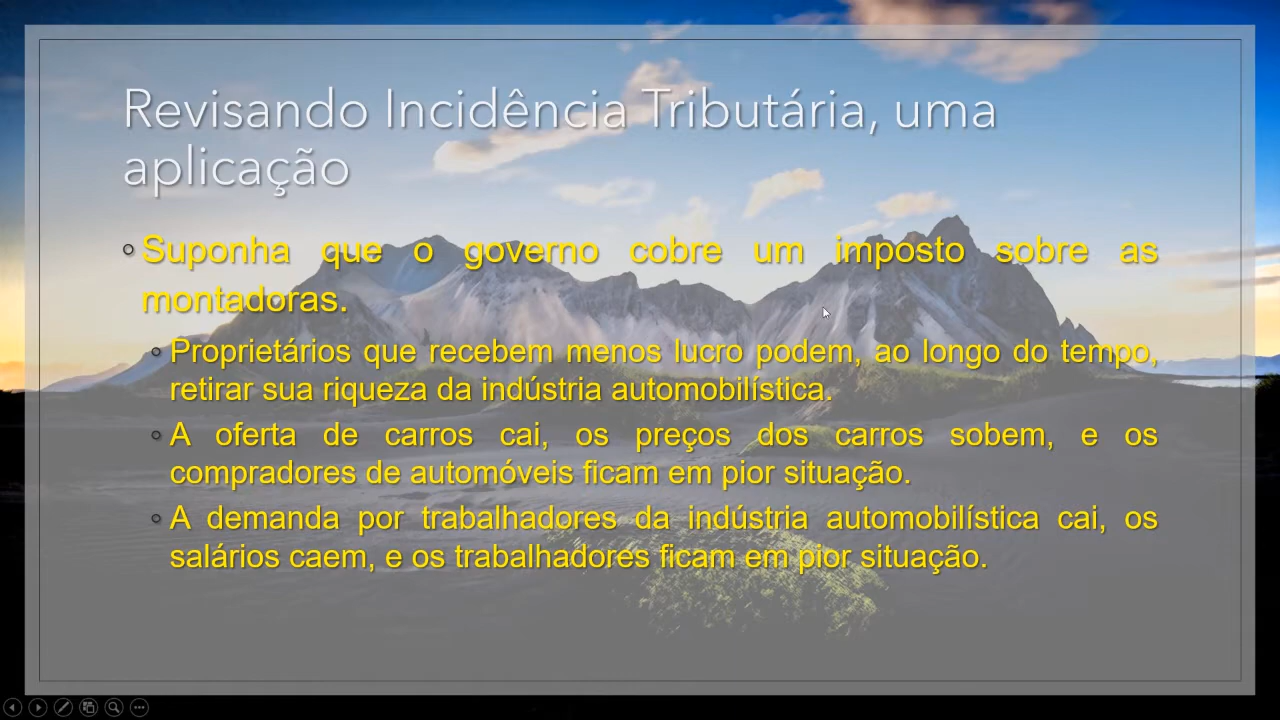 Revisando Incidência Tributária, uma
aplicação
Suponha que o governo cobre um imposto sobre as
montadoras.
Proprietários que recebem menos lucro podem, ao longo do tempo,
retirar sua riqueza da indústria automobilística.
A oferta de carros cai, os preços dos carros sobem, e os
compradores de automóveis ficam em pior situação.
A demanda por trabalhadores da indústria automobilística cai, os
salários caem, e os trabalhadores ficam em pior situação.